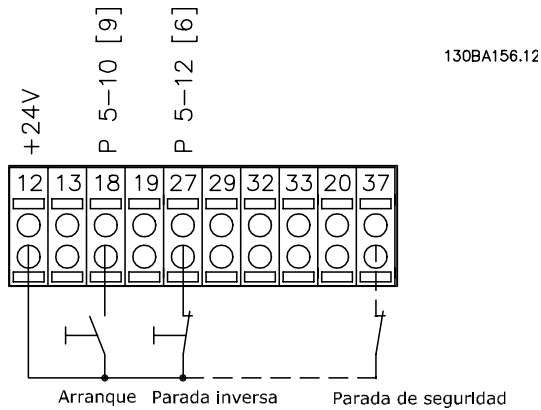 +24V
P 5-10 [9]
P 5-12 [6]
130BA156.12
12 13 18 19 27 29 32 33 20 37
Arranque Parada inversa Parada de seguridad